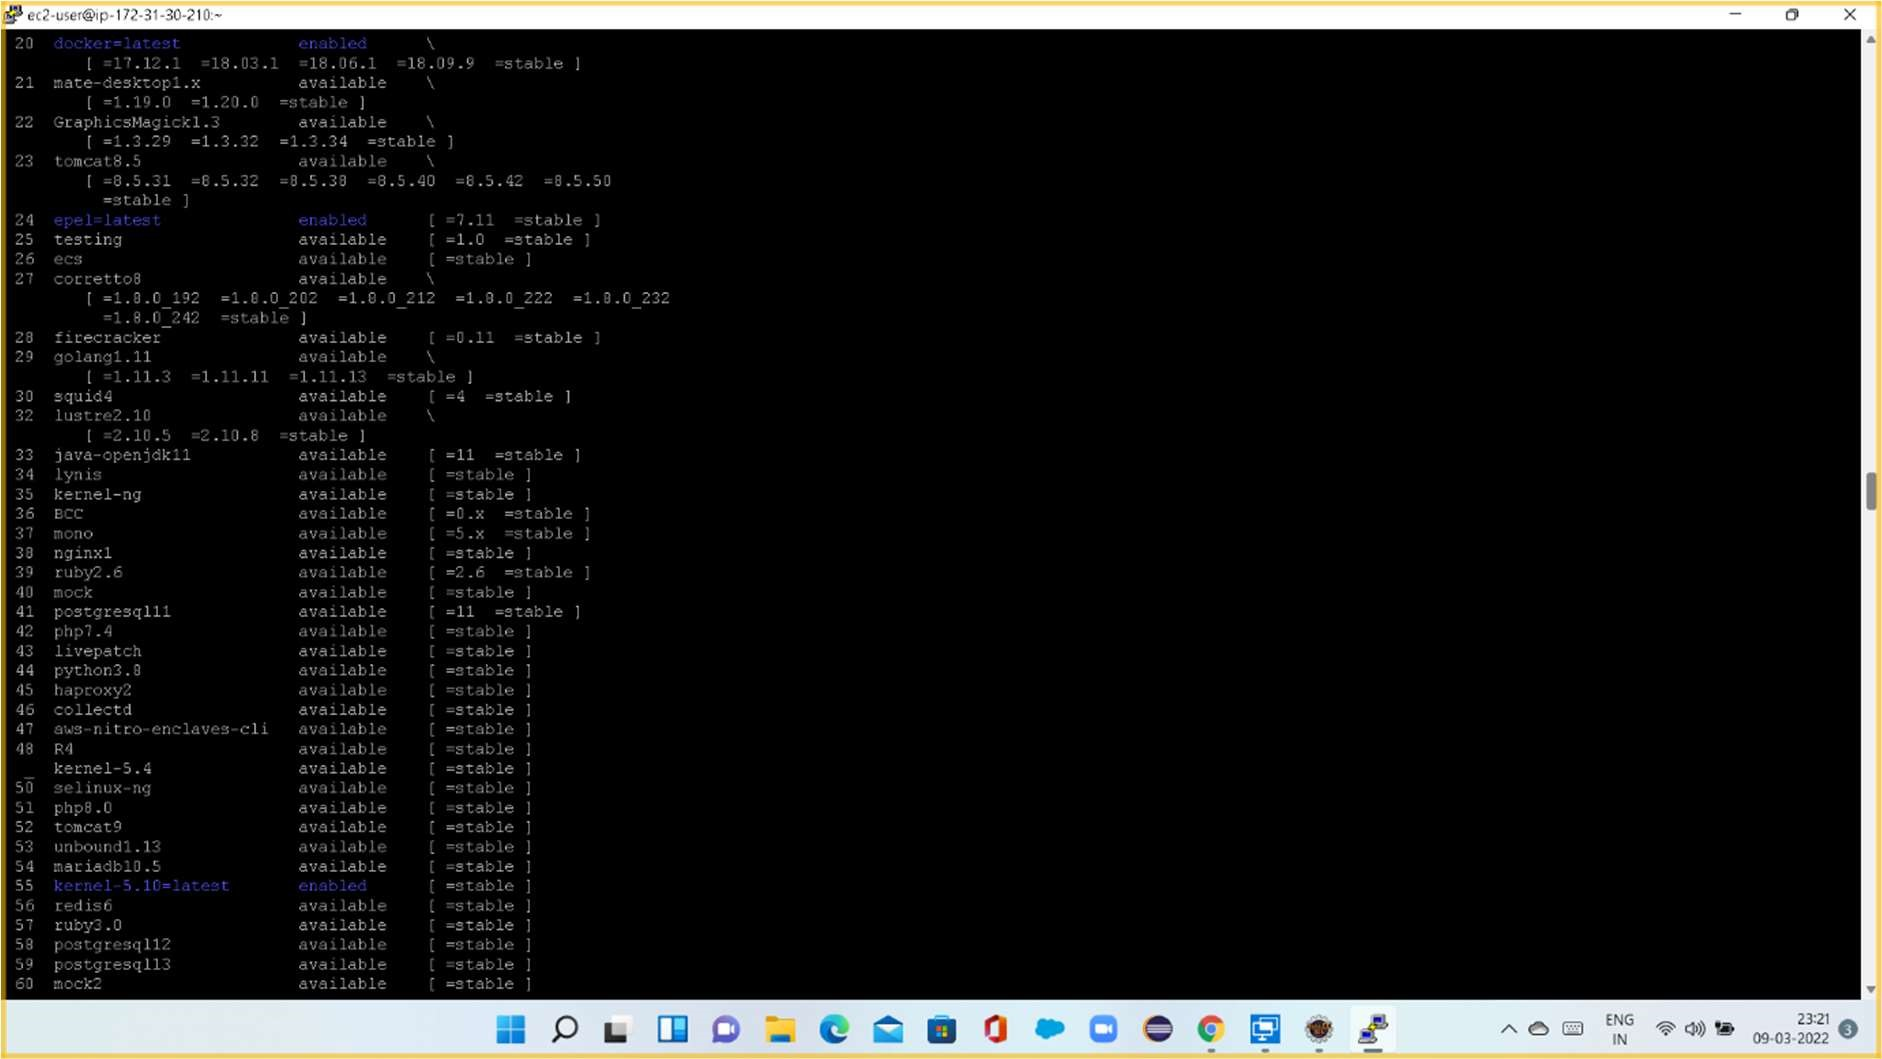 ec2-user@ip-172-31-30-210:~
20 docker=latest enabled \
[ =17.12.1 =18.03.1 =18.06.1 =18.09.9 =stable ]
21 mate-desktop1.x available \
[ =1.19.0 =1.20.0 =stable ]
22 GraphicsMagick1.3 available \
[ =1.3.29 =1.3.32 =1.3.34 =stable ]
23 tomcat8.5 available \
[ =8.5.31 =8.5.32 =8.5.38 =8.5.40 =8.5.42 =8.5.50
=stable ]
24 epel=latest enabled [ =7.11 =stable ]
25 testing available [ =1.0 =stable ]
26 ecs available [ =stable ]
27 corretto8 available \
[ =1.8.0_192 =1.8.0_202 =1.8.0_212 =1.8.0_222 =1.8.0_232
=1.8.0_242 =stable ]
28 firecracker available [ =0.11 =stable ]
29 golang1.11 available \
[ =1.11.3 =1.11.11 =1.11.13 =stable ]
30 squid4 available [ =4 =stable ]
32 lustre2.10 available \
[ =2.10.5 =2.10.8 =stable ]
33 java-openjdk11 available [ =11 =stable ]
34 lynis available [ =stable ]
35 kernel-ng available [ =stable ]
36 BCC available [ =0.x =stable ]
37 mono available [ =5.x =stable ]
38 nginx1 available [ =stable ]
39 ruby2.6 available [ =2.6 =stable ]
40 mock available [ =stable ]
41 postgresql11 available [ =11 =stable ]
42 php7.4 available [ =stable ]
43 livepatch available [ =stable ]
44 python3.8 available [ =stable ]
45 haproxy2 available [ =stable ]
46 collectd available [ =stable ]
47 aws-nitro-enclaves-cli available [ =stable ]
48 R4 available [ =stable ]
_ kernel-5.4 available [ =stable ]
50 selinux-ng available [ =stable ]
51 php8.0 available [ =stable ]
52 tomcat9 available [ =stable ]
53 unbound1.13 available [ =stable ]
54 mariadb10.5 available [ =stable ]
55 kernel-5.10=latest enabled [ =stable ]
56 redis6 available [ =stable ]
57 ruby3.0 available [ =stable ]
58 postgresql12 available [ =stable ]
59 postgresql13 available [ =stable ]
60 mock2 available [ =stable ]
ENG
IN
23:21
09-03-2022
3